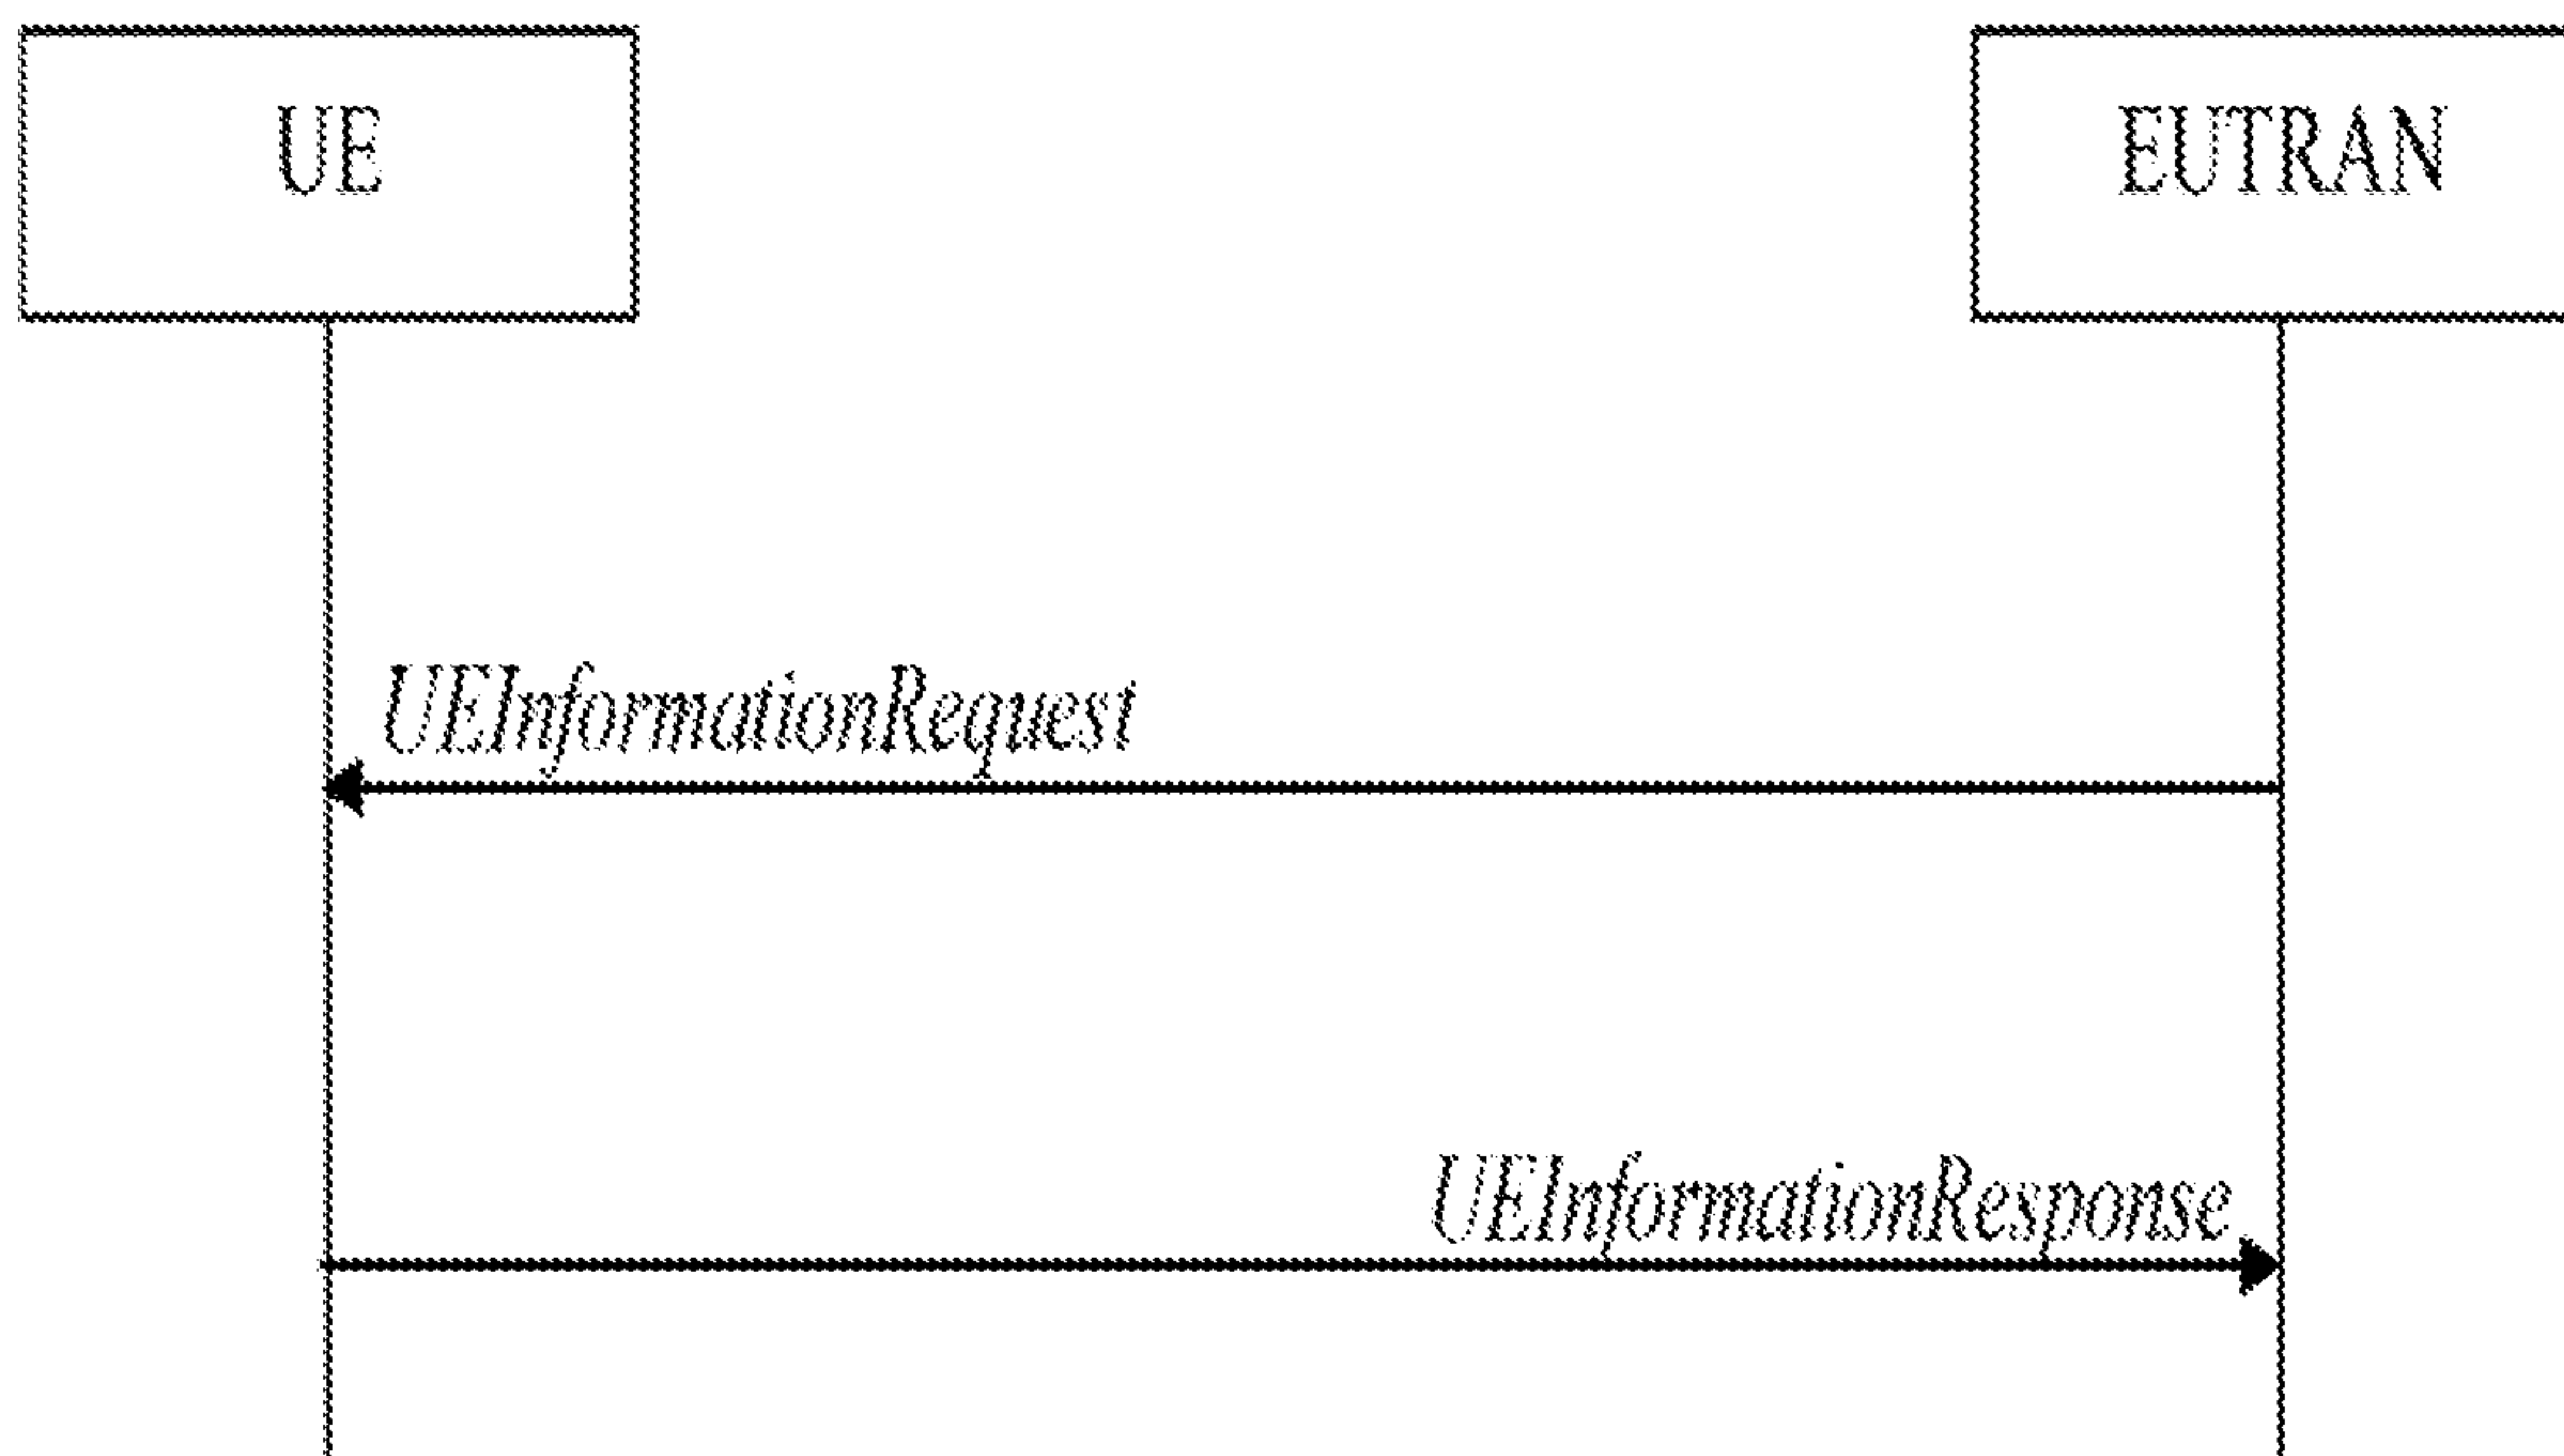 UE
EUTRAN
UEInformationRequest
UEInformationResponse